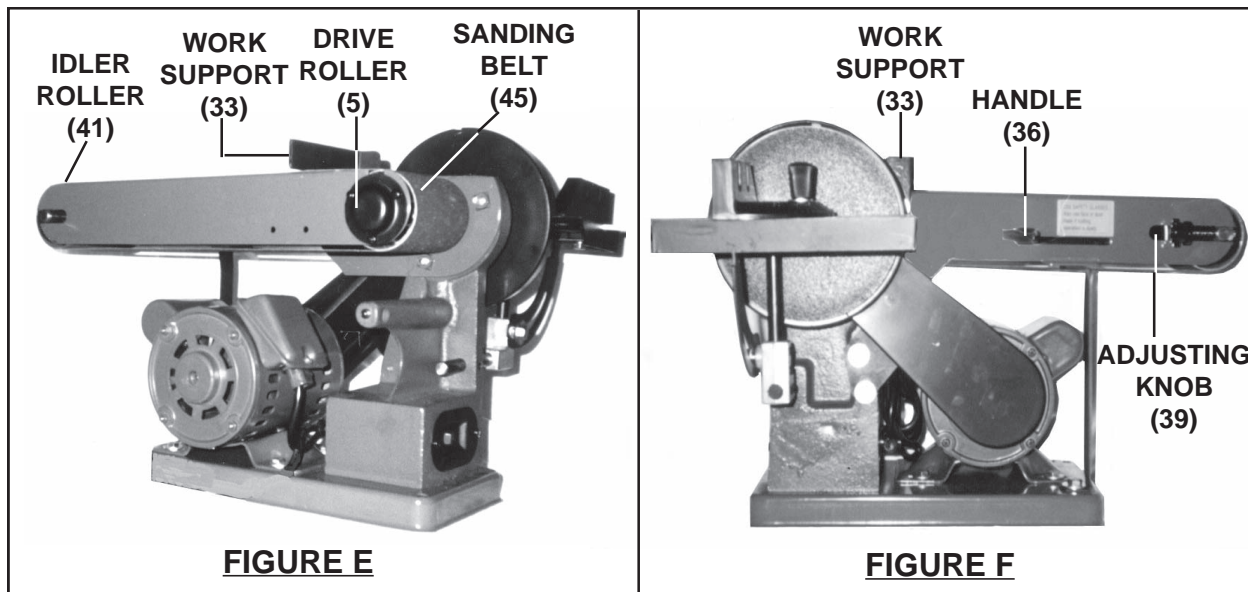 IDLER
ROLLER
(41)
WORK
SUPPORT
(33)
DRIVE
ROLLER
(5)
SANDING
BELT
(45)
FIGURE E
WORK
SUPPORT
(33)
HANDLE
(36)
ADJUSTING
KNOB
(39)
FIGURE F